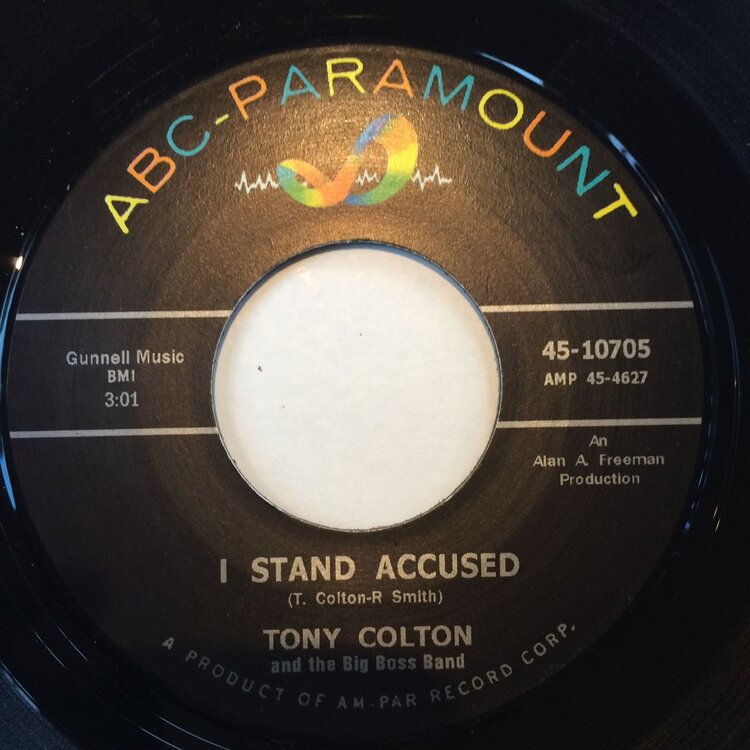 ABC-PARAMOUNT
Gunnell Music
BMI
3:01
45-10705
AMP 45-4627
An
Alan A. Freeman
Production
I STAND ACCUSED
(T. Colton-R Smith)
TONY COLTON
and the Big Boss Band
A PRODUCT OF AM-PAR RECORD CORP.